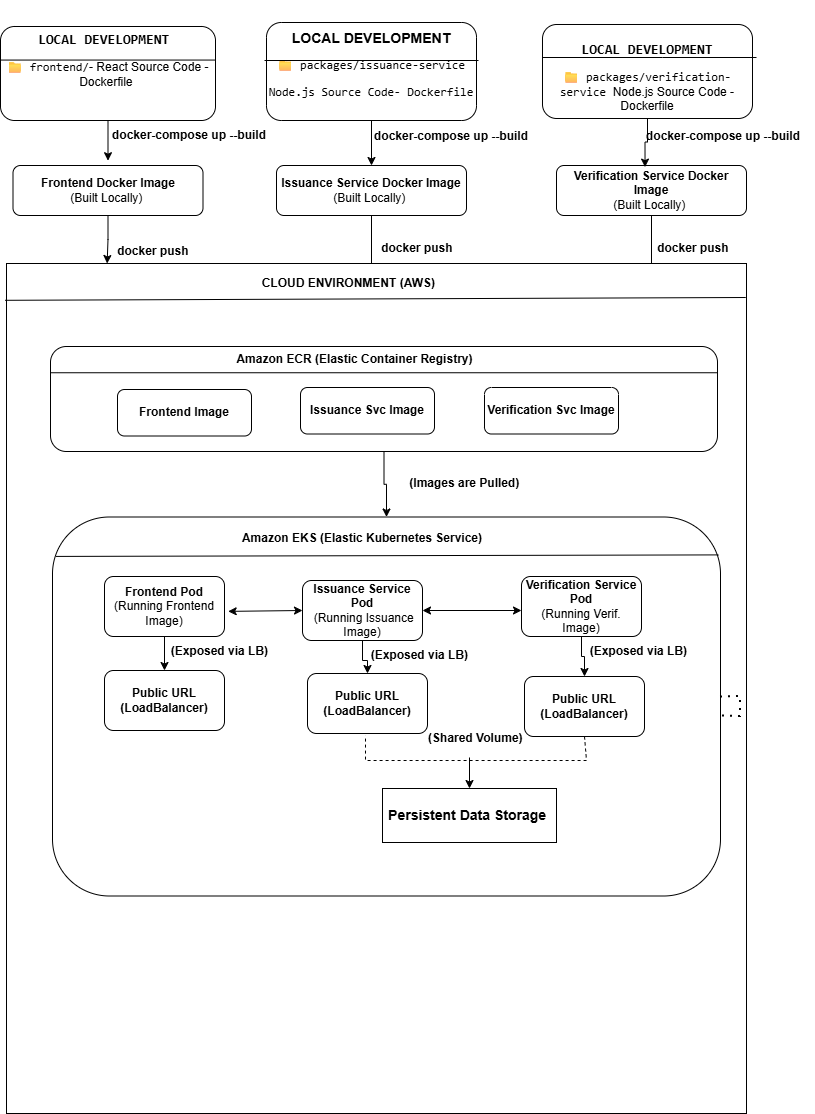 LOCAL DEVELOPMENT
frontend/- React Source Code -
Dockerfile
LOCAL DEVELOPMENT
packages/issuance-service
Node.js Source Code- Dockerfile
LOCAL DEVELOPMENT
packages/verification-
service Node.js Source Code -
Dockerfile
docker-compose up --build
docker-compose up --build
docker-compose up --build
Frontend Docker Image
(Built Locally)
Issuance Service Docker Image
(Built Locally)
Verification Service Docker
Image
(Built Locally)
docker push
docker push
docker push
CLOUD ENVIRONMENT (AWS)
Amazon ECR (Elastic Container Registry)
Frontend Image
Issuance Svc Image
Verification Svc Image
(Images are Pulled)
Amazon EKS (Elastic Kubernetes Service)
Frontend Pod
(Running Frontend
Image)
Issuance Service
Pod
(Running Issuance
Image)
Verification Service
Pod
(Running Verif.
Image)
(Exposed via LB)
(Exposed via LB)
(Exposed via LB)
Public URL
(LoadBalancer)
Public URL
(LoadBalancer)
Public URL
(LoadBalancer)
(Shared Volume)
Persistent Data Storage